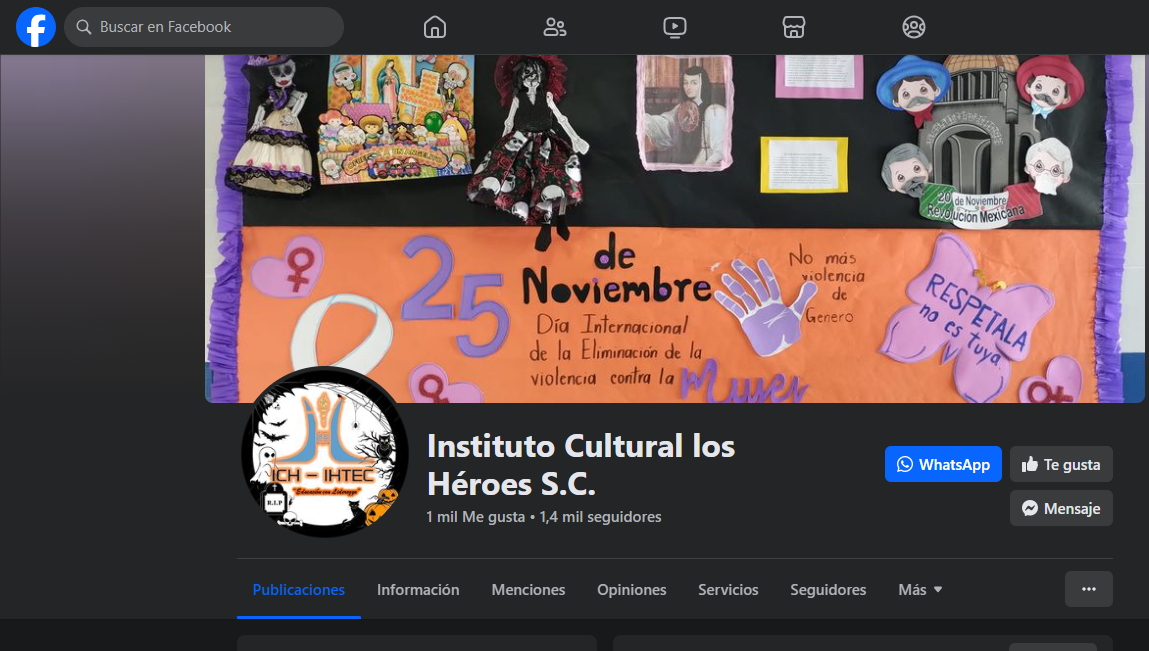 Buscar en Facebook
20 de Noviembre
Revolución Mexicana
25 de
Noviembre
Día Internacional
de la Eliminación de la
violencia contra la
Mujer
No más
violencia
de
Genero
RESPETALA
no es tuya
ICH – IHTEC
"Educación con Liderazgo"
R.I.P
Instituto Cultural los
Héroes S.C.
1 mil Me gusta • 1,4 mil seguidores
WhatsApp
Te gusta
Mensaje
Publicaciones
Información
Menciones
Opiniones
Servicios
Seguidores
Más